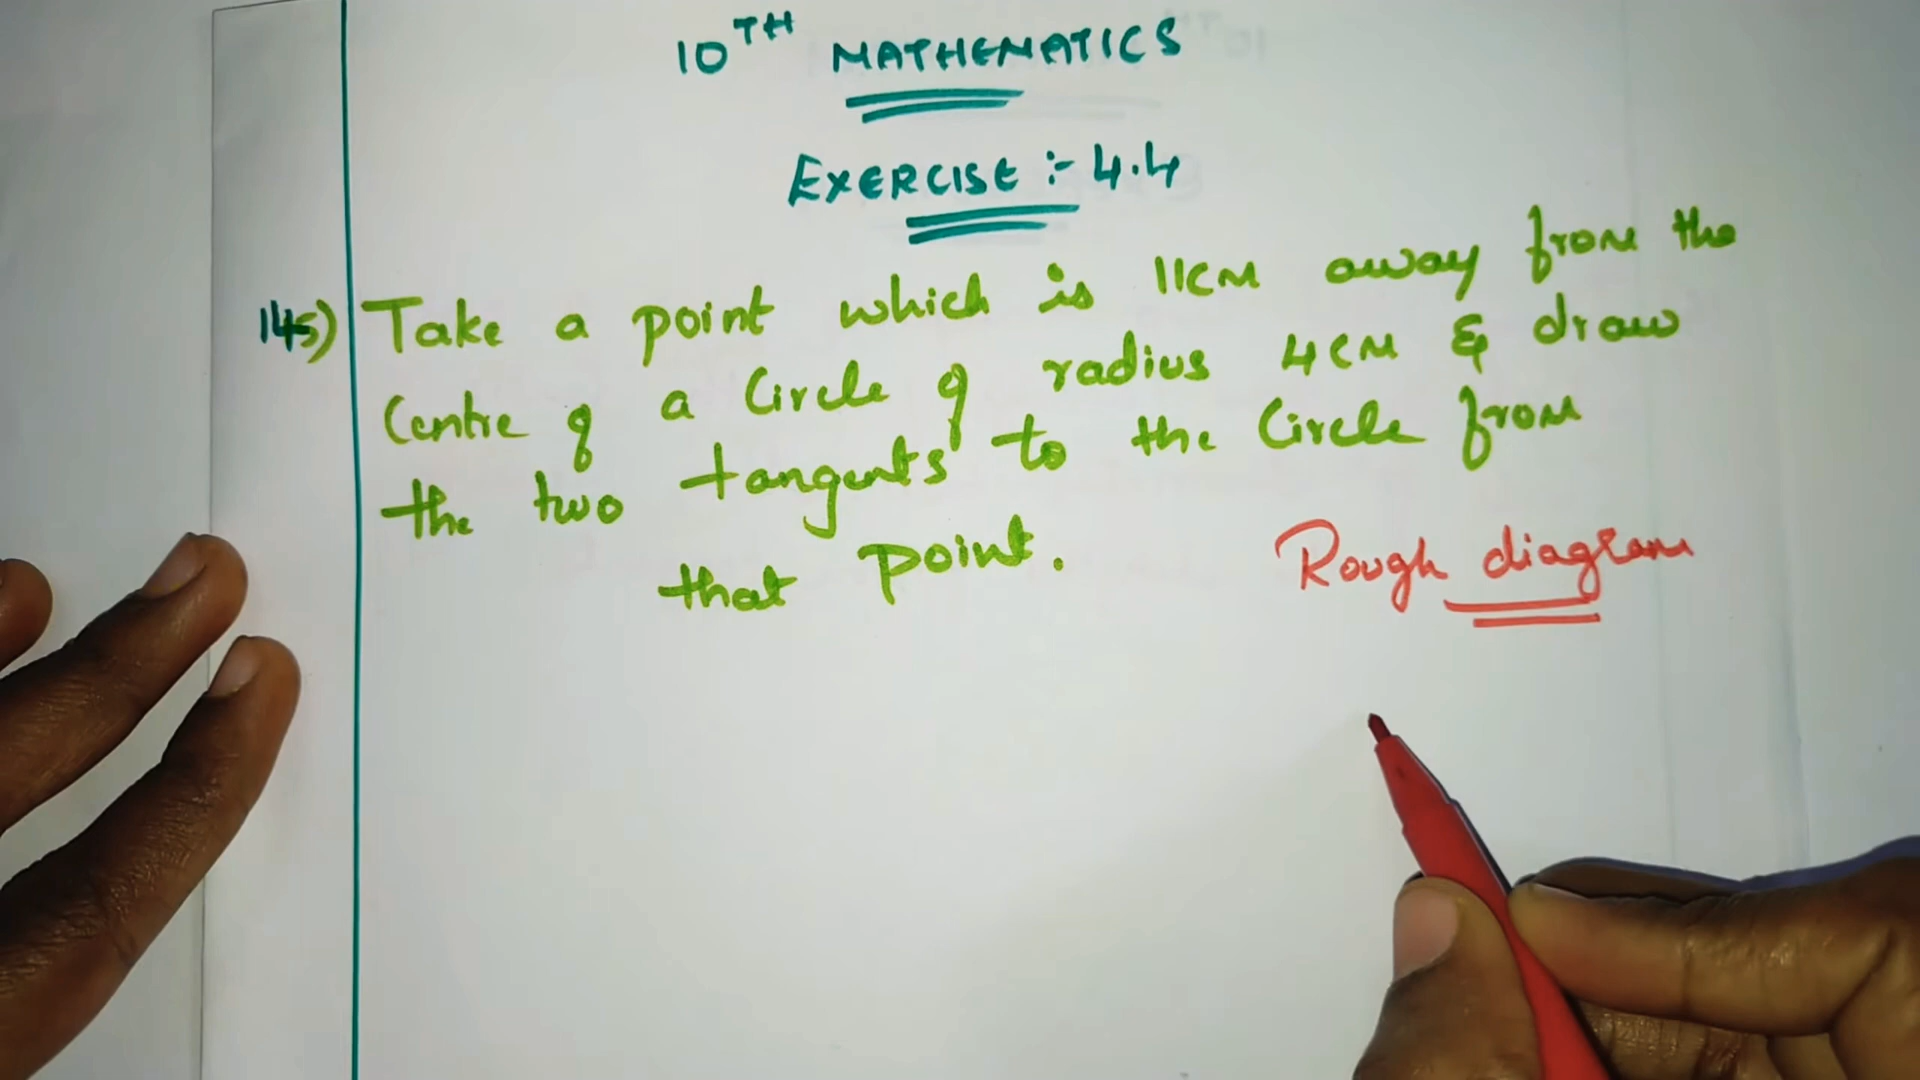 10TH MATHEMATICS
EXERCISE :- 4.4
14) Take a point which is 11cm away from the
Centre of a Circle of radius 4cm & draw
the two tangents to the Circle from
that point.
Rough diagram